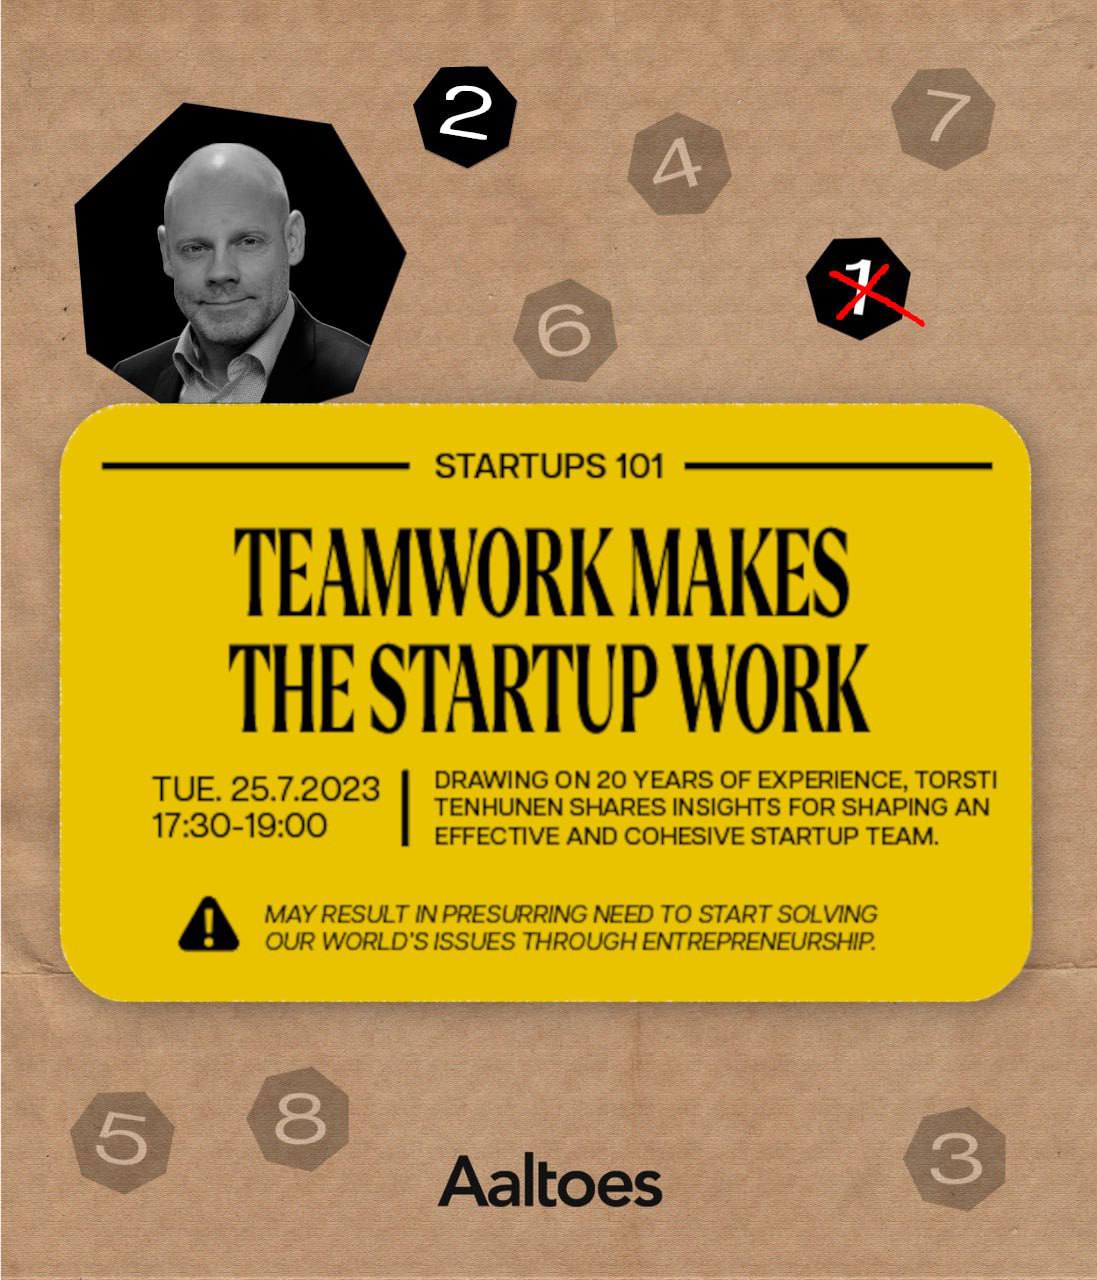 2
7
4
1
6
STARTUPS 101
TEAMWORK MAKES
THE STARTUP WORK
TUE. 25.7.2023
17:30-19:00
DRAWING ON 20 YEARS OF EXPERIENCE, TORSTI
TENHUNEN SHARES INSIGHTS FOR SHAPING AN
EFFECTIVE AND COHESIVE STARTUP TEAM.
MAY RESULT IN PRESURRING NEED TO START SOLVING
OUR WORLD'S ISSUES THROUGH ENTREPRENEURSHIP.
5
8
3
Aaltoes